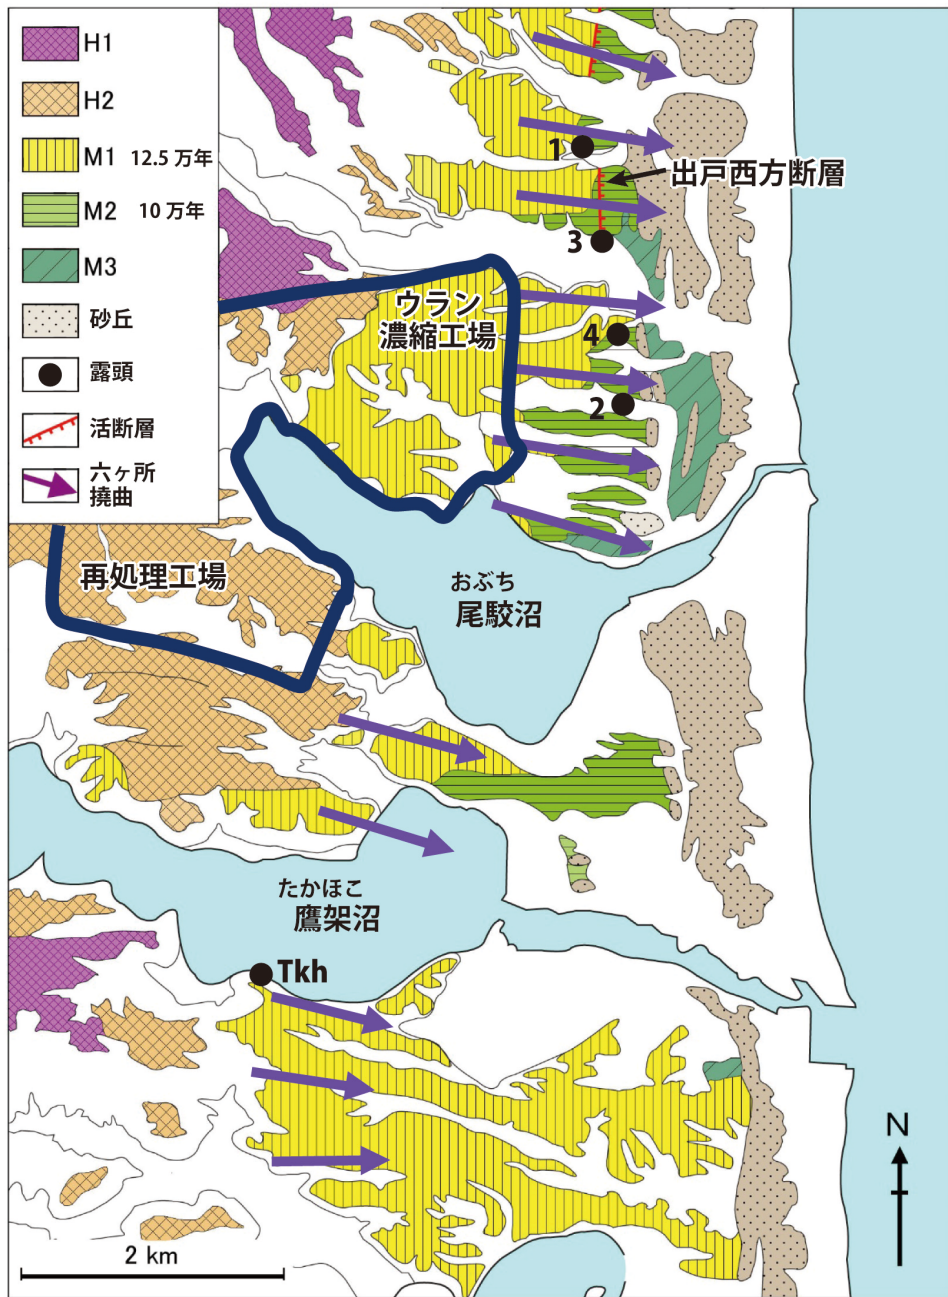 H1
H2
M1 12.5 万年
M2 10 万年
M3
砂丘
露頭
活断層
六ヶ所
撓曲
1
出戸西方断層
3
ウラン
濃縮工場
4
2
再処理工場
おぶち
尾駮沼
たかほこ
鷹架沼
Tkh
N
2 km